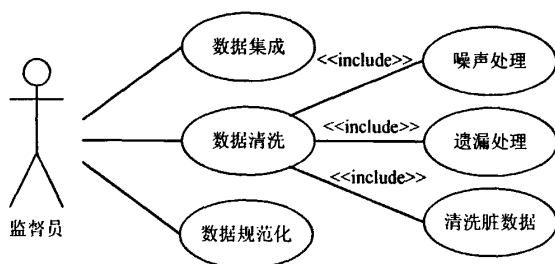 数据集成
<<include>>
噪声处理
数据清洗
<<include>>
遗漏处理
<<include>>
监督员
数据规范化
清洗脏数据